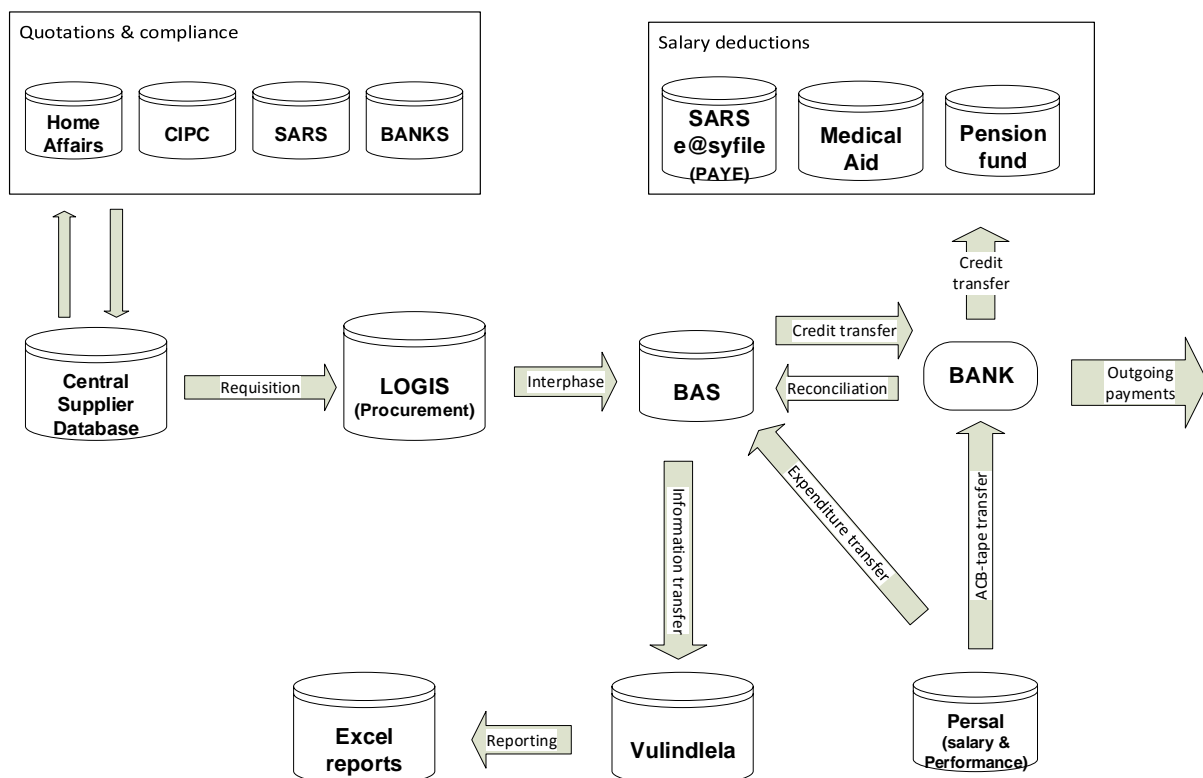 Quotations & compliance
Home
Affairs
CIPC
SARS
BANKS
Salary deductions
SARS
e@syfile
(PAYE)
Medical
Aid
Pension
fund
Credit
transfer
Central
Supplier
Database
Requisition
LOGIS
(Procurement)
Interphase
BAS
Credit transfer
Reconciliation
BANK
Outgoing
payments
Information transfer
Expenditure transfer
ACB-tape transfer
Excel
reports
Reporting
Vulindlela
Persal
(salary &
Performance)